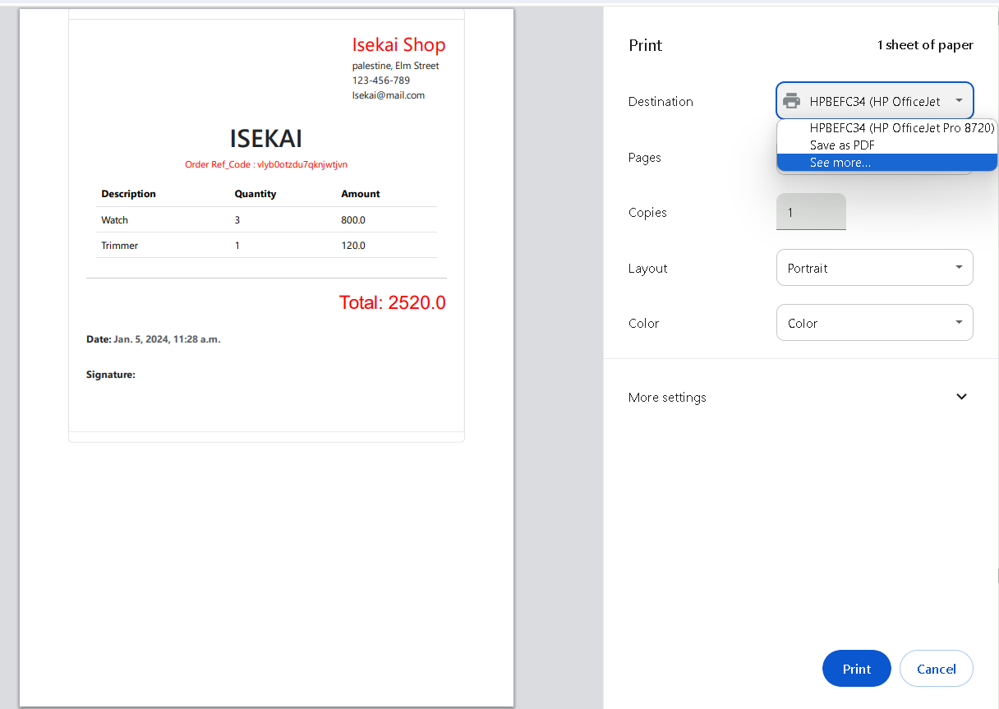 Isekai Shop
palestine, Elm Street
123-456-789
Isekai@mail.com
ISEKAI
Order Ref_Code : vlyb0otzdu7qknjwtjvn
Description Quantity Amount
Watch 3 800.0
Trimmer 1 120.0
Total: 2520.0
Date: Jan. 5, 2024, 11:28 a.m.
Signature:
Print 1 sheet of paper
Destination HPBEFC34 (HP OfficeJet
HPBEFC34 (HP OfficeJet Pro 8720)
Save as PDF
See more...
Pages
Copies 1
Layout Portrait
Color Color
More settings
Print Cancel